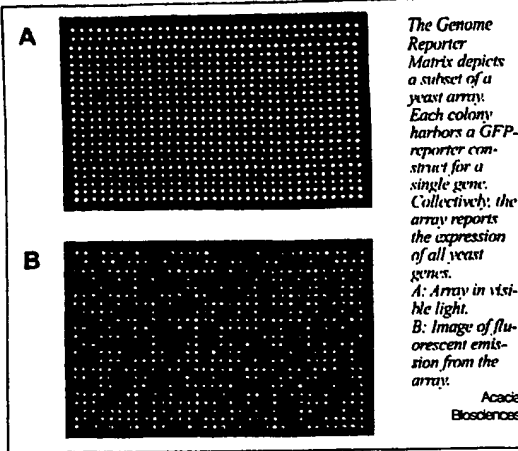 A
B
The Genome
Reporter
Matrix depicts
a subset of a
yeast array.
Each colony
harbors a GFP-
reporter con-
struct for a
single gene.
Collectively, the
array reports
the expression
of all yeast
genes.
A: Array in visi-
ble light.
B: Image of flu-
orescent emis-
sion from the
array.
Acacia
Biosciences